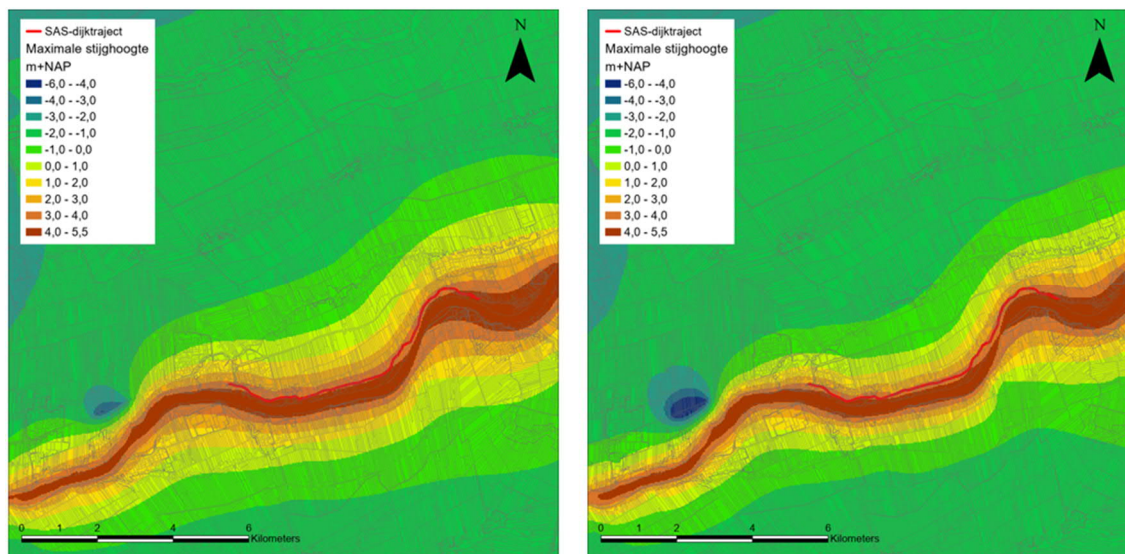 SAS-dijktraject
Maximale stijghoogte
m+NAP
-6,0 - -4,0
-4,0 - -3,0
-3,0 - -2,0
-2,0 - -1,0
-1,0 - 0,0
0,0 - 1,0
1,0 - 2,0
2,0 - 3,0
3,0 - 4,0
4,0 - 5,5
N
0 1 2 4 6
Kilometers
SAS-dijktraject
Maximale stijghoogte
m+NAP
-6,0 - -4,0
-4,0 - -3,0
-3,0 - -2,0
-2,0 - -1,0
-1,0 - 0,0
0,0 - 1,0
1,0 - 2,0
2,0 - 3,0
3,0 - 4,0
4,0 - 5,5
N
0 1 2 4 6
Kilometers